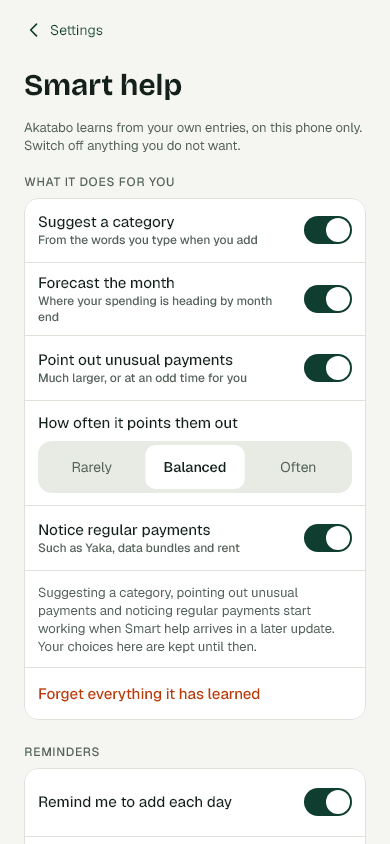 Settings
Smart help
Akatabo learns from your own entries, on this phone only.
Switch off anything you do not want.
WHAT IT DOES FOR YOU
Suggest a category
From the words you type when you add
Forecast the month
Where your spending is heading by month
end
Point out unusual payments
Much larger, or at an odd time for you
How often it points them out
Rarely Balanced Often
Notice regular payments
Such as Yaka, data bundles and rent
Suggesting a category, pointing out unusual
payments and noticing regular payments start
working when Smart help arrives in a later update.
Your choices here are kept until then.
Forget everything it has learned
REMINDERS
Remind me to add each day